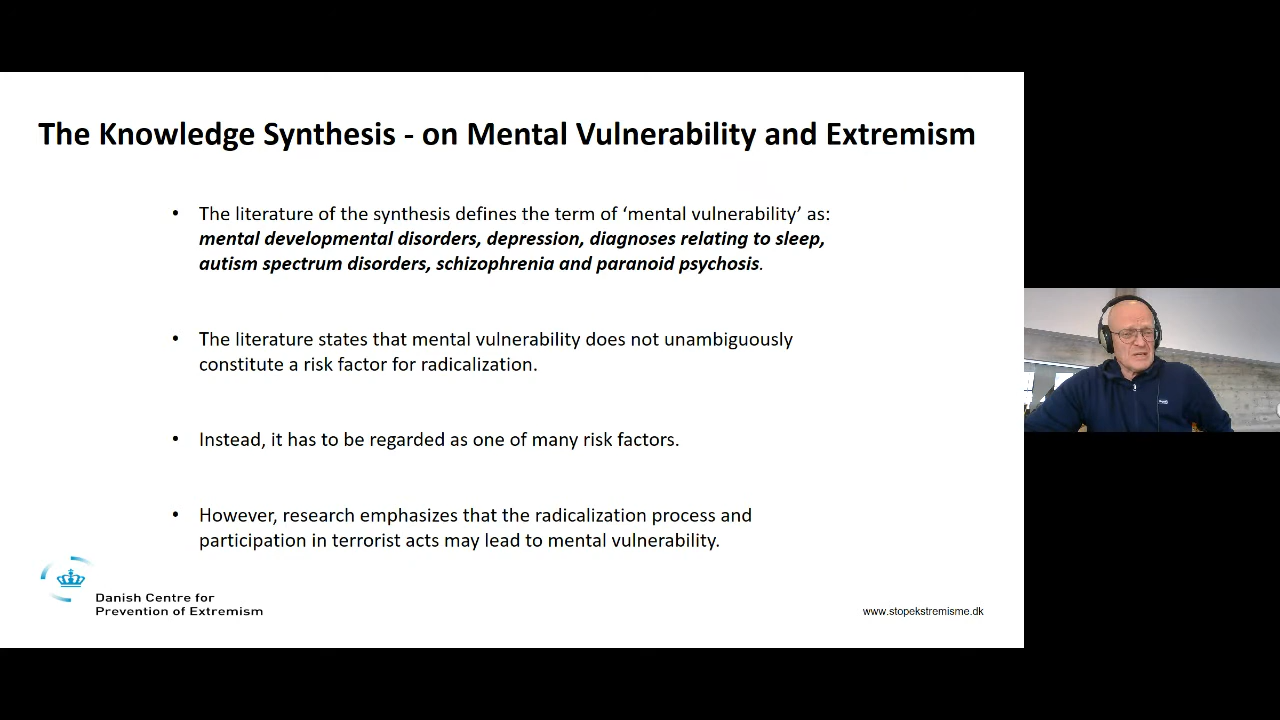 The Knowledge Synthesis - on Mental Vulnerability and Extremism
• The literature of the synthesis defines the term of ‘mental vulnerability’ as:
mental developmental disorders, depression, diagnoses relating to sleep,
autism spectrum disorders, schizophrenia and paranoid psychosis.
• The literature states that mental vulnerability does not unambiguously
constitute a risk factor for radicalization.
• Instead, it has to be regarded as one of many risk factors.
• However, research emphasizes that the radicalization process and
participation in terrorist acts may lead to mental vulnerability.
Danish Centre for
Prevention of Extremism
www.stopekstremisme.dk